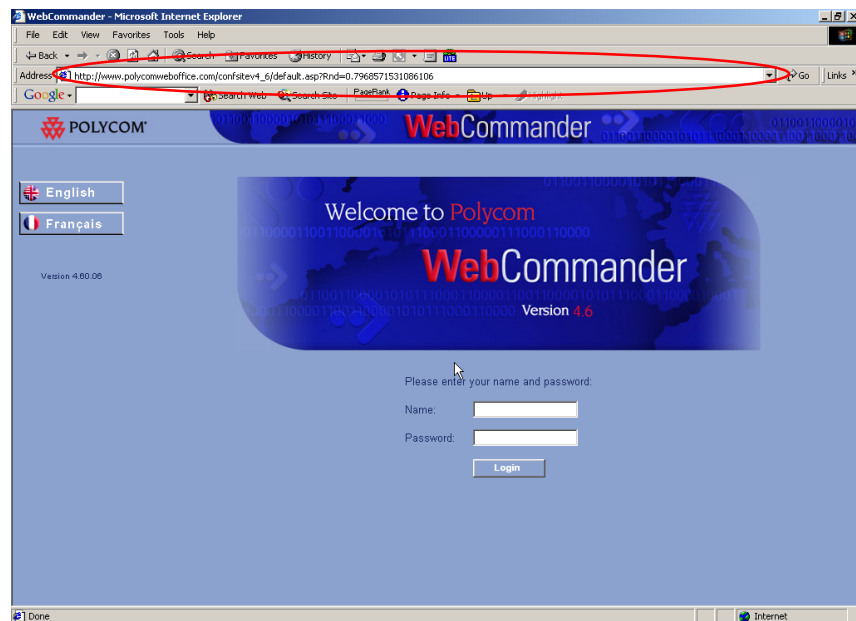 WebCommander - Microsoft Internet Explorer
File Edit View Favorites Tools Help
Back Search Favorites History
Address http://www.polycomweboffice.com/confsitev4_6/default.asp?Rnd=0.7968571531086106 Go Links
Google Search Web Search Site PageRank Page Info Up Highlight
POLYCOM WebCommander
English
Français
Version 4.60.06
Welcome to Polycom
WebCommander
Version 4.6
Please enter your name and password:
Name:
Password:
Login
Done Internet